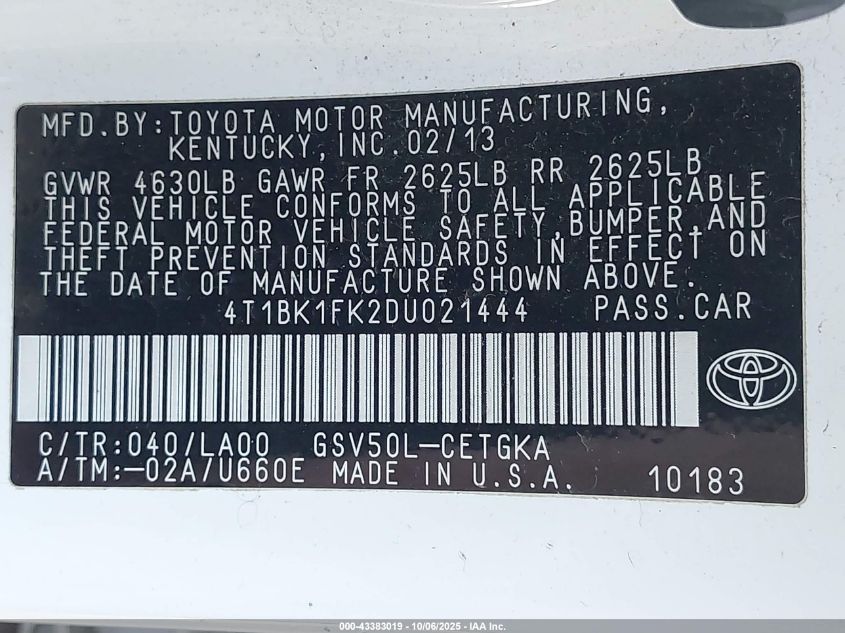 MFD.BY:TOYOTA MOTOR MANUFACTURING,
KENTUCKY,INC.02/13
GVWR 4630LB GAWR FR 2625LB RR 2625LB
THIS VEHICLE CONFORMS TO ALL APPLICABLE
FEDERAL MOTOR VEHICLE SAFETY,BUMPER,AND
THEFT PREVENTION STANDARDS IN EFFECT ON
THE DATE OF MANUFACTURE SHOWN ABOVE.
4T1BK1FK2DU021444 PASS.CAR
C/TR:040/LA00 GSV50L-CETGKA
A/TM:-02A/U660E MADE IN U.S.A. 10183
000-43383019 - 10/06/2025 - IAA Inc.